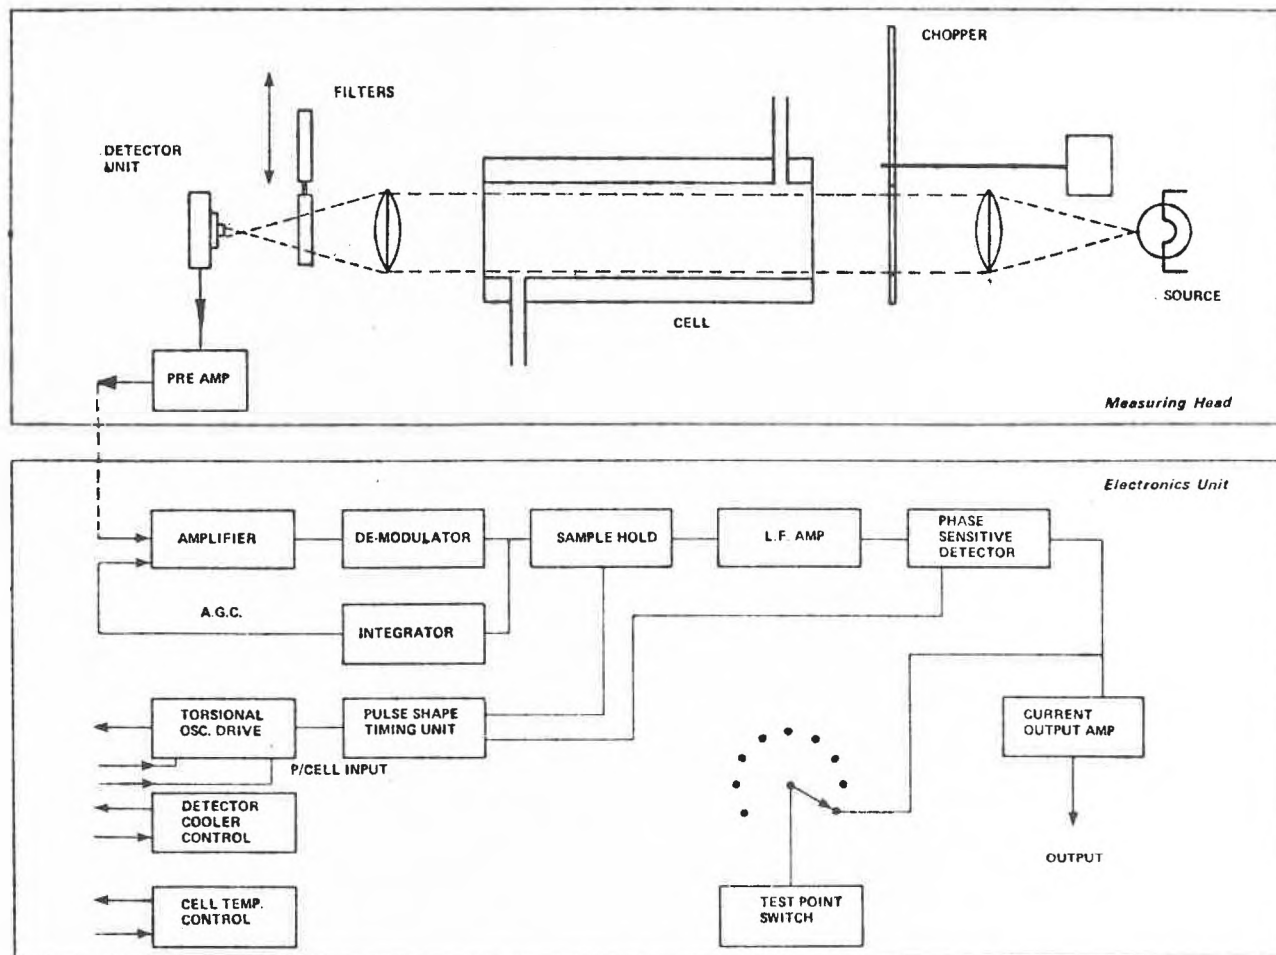 CHOPPER
FILTERS
DETECTOR
UNIT
SOURCE
CELL
PRE AMP
Measuring Head
Electronics Unit
AMPLIFIER
DE-MODULATOR
SAMPLE HOLD
L.F. AMP
PHASE
SENSITIVE
DETECTOR
A.G.C.
INTEGRATOR
TORSIONAL
OSC. DRIVE
PULSE SHAPE
TIMING UNIT
CURRENT
OUTPUT AMP
P/CELL INPUT
DETECTOR
COOLER
CONTROL
OUTPUT
CELL TEMP.
CONTROL
TEST POINT
SWITCH